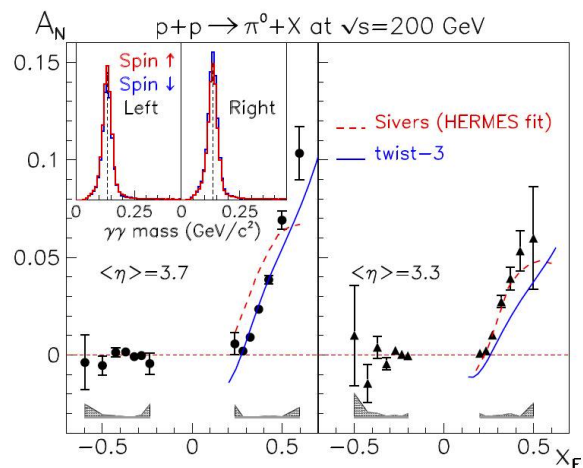 A_N
p+p → π⁰+X at √s=200 GeV
0.15
0.1
0.05
0
Spin ↑
Spin ↓
Left
Right
0 0.25 0 0.25
γγ mass (GeV/c²)
Sivers (HERMES fit)
twist−3
<η>=3.7
<η>=3.3
−0.5 0 0.5 −0.5 0 0.5
x_F